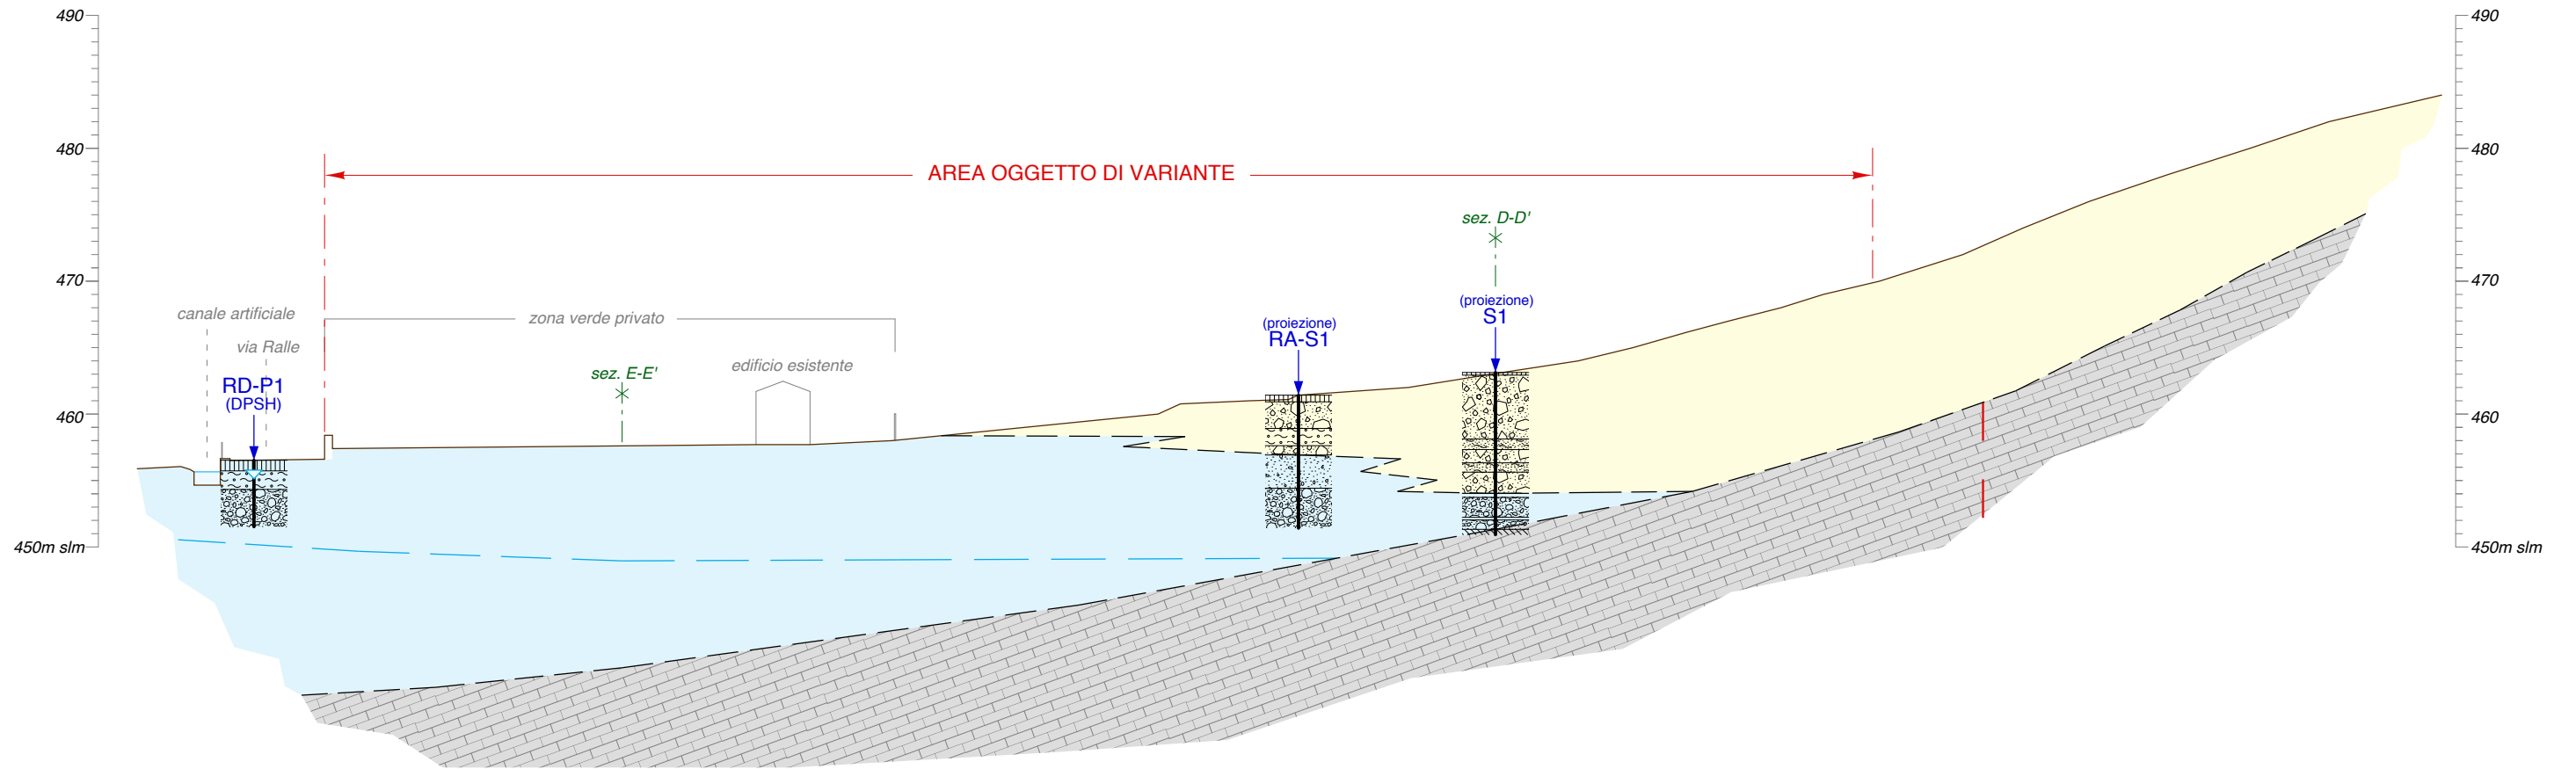 490
490
480
480
AREA OGGETTO DI VARIANTE
sez. D-D'
470
470
(proiezione)
S1
canale artificiale
zona verde privato
(proiezione)
RA-S1
via Ralle
edificio esistente
sez. E-E'
RD-P1
(DPSH)
460
460
450m slm
450m slm